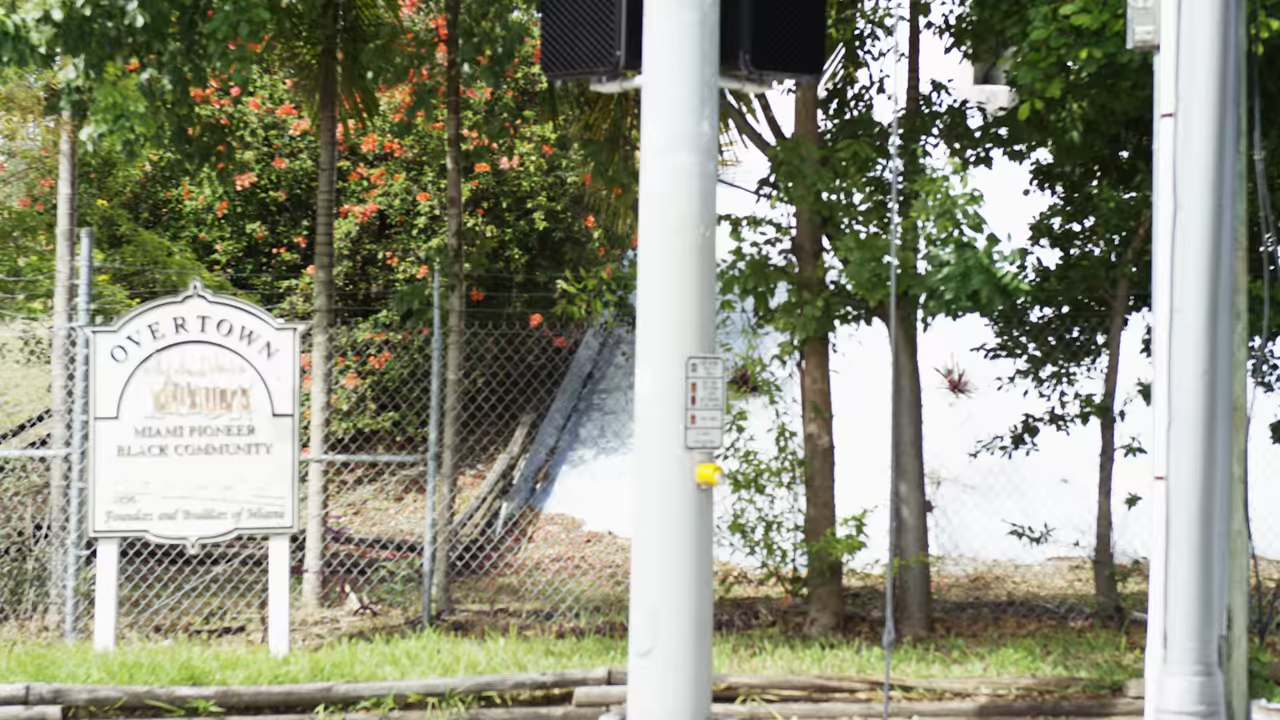 OVERTOWN
MIAMI PIONEER
BLACK COMMUNITY
Founders and Builders of Miami